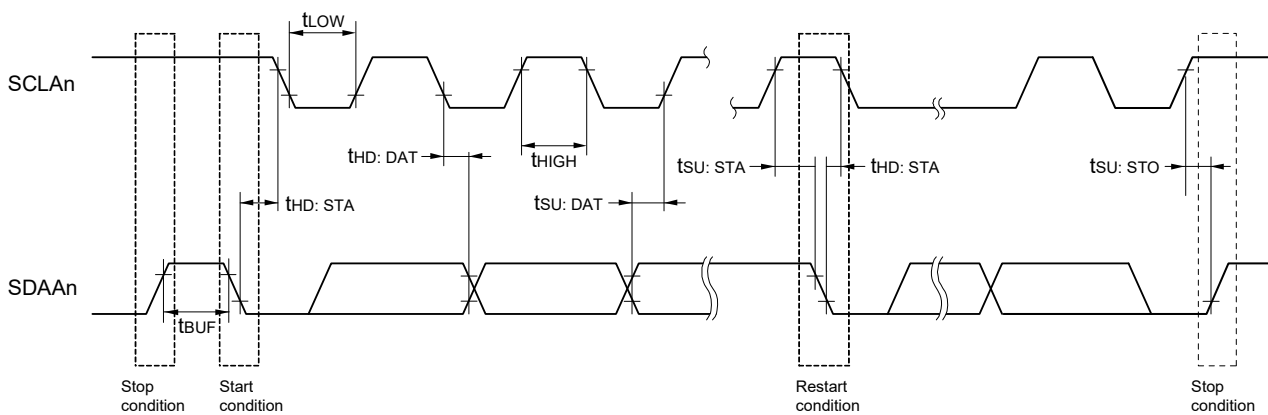 tLOW
SCLAn
tHD: DAT
tHIGH
tSU: STA
tHD: STA
tSU: STO
tHD: STA
tSU: DAT
SDAAn
tBUF
Stop
condition
Start
condition
Restart
condition
Stop
condition